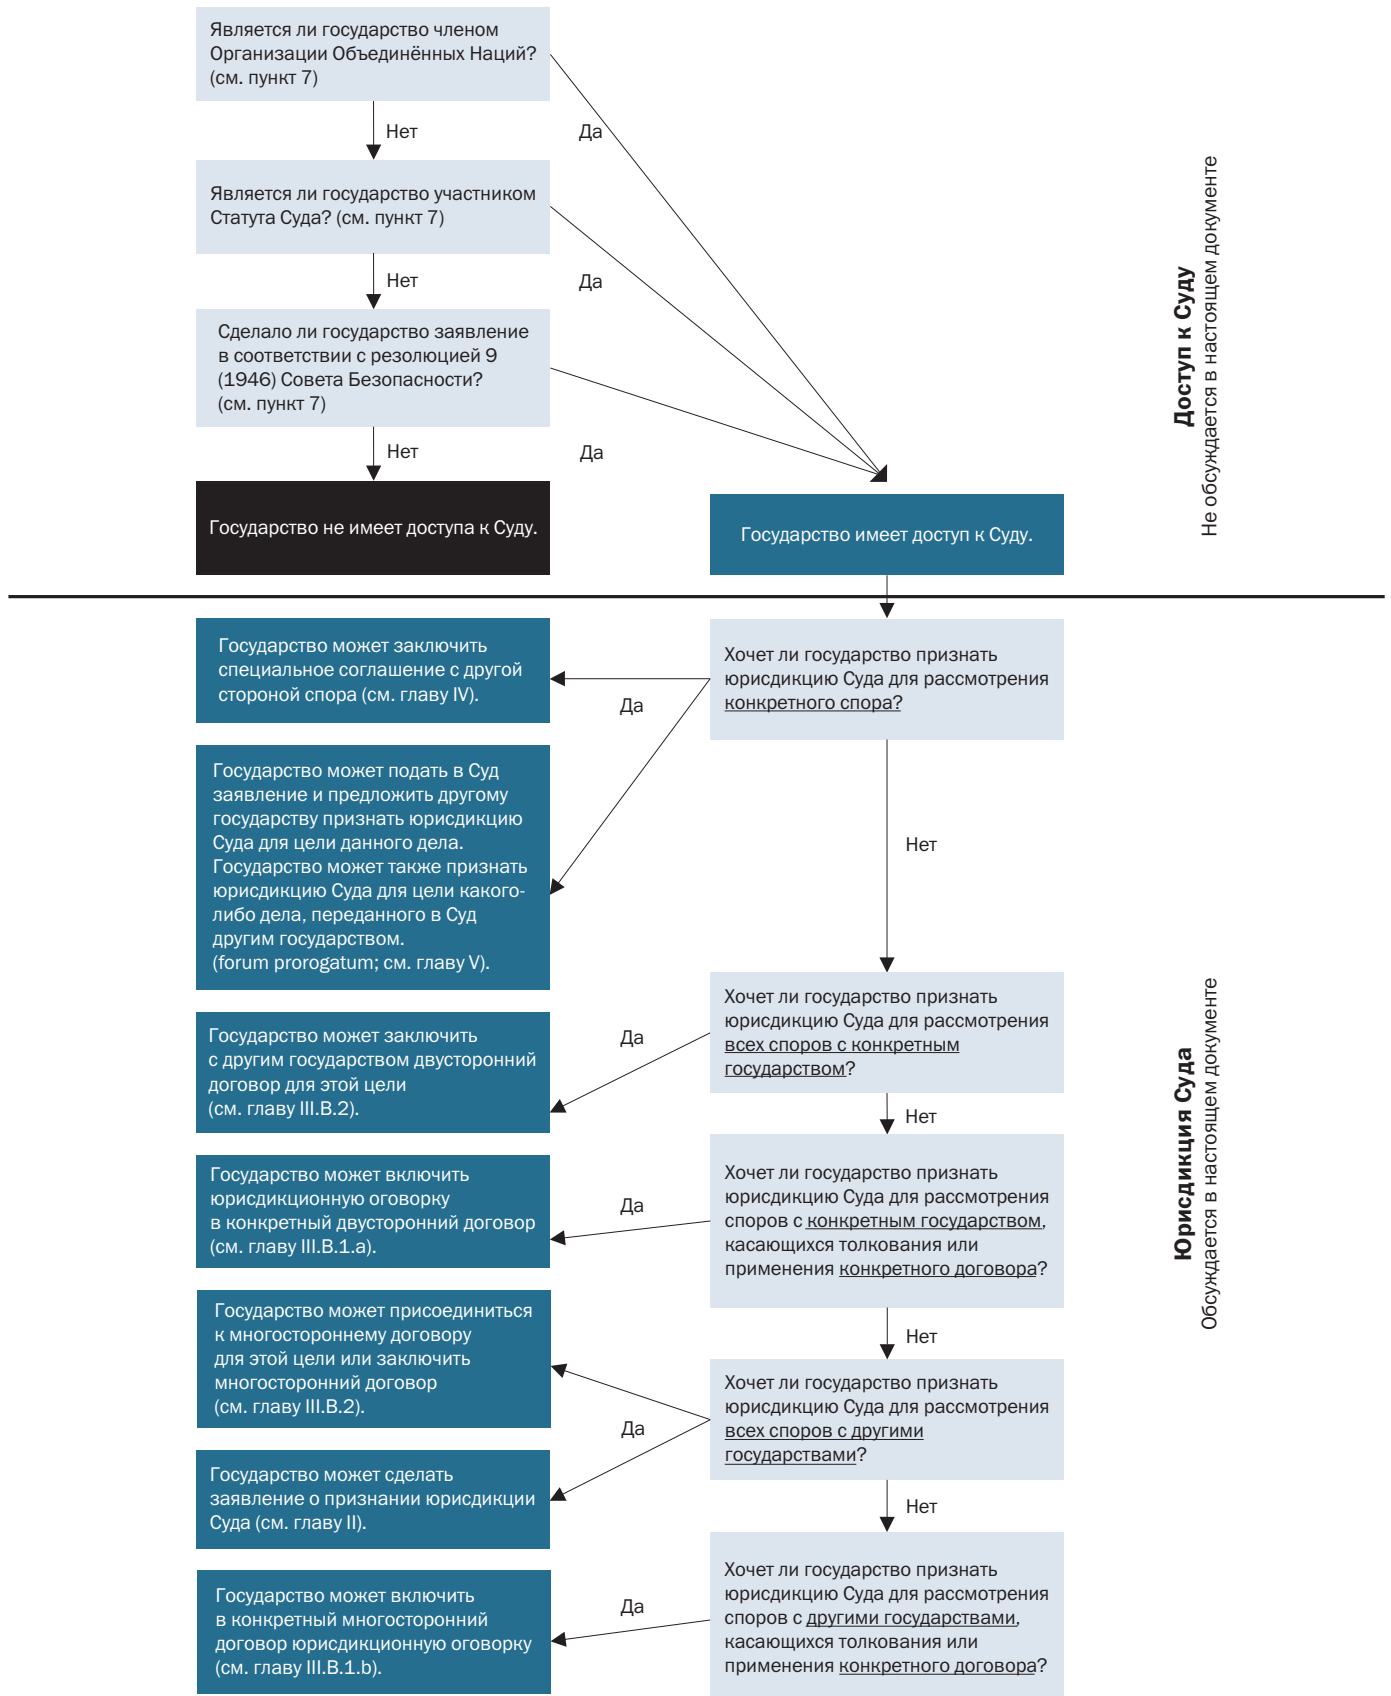 Является ли государство членом
Организации Объединённых Наций?
(см. пункт 7)
Нет
Да
Является ли государство участником
Статута Суда? (см. пункт 7)
Нет
Да
Сделало ли государство заявление
в соответствии с резолюцией 9
(1946) Совета Безопасности?
(см. пункт 7)
Нет
Да
Государство не имеет доступа к Суду.
Государство имеет доступ к Суду.
Доступ к Суду
Не обсуждается в настоящем документе
Хочет ли государство признать
юрисдикцию Суда для рассмотрения
конкретного спора?
Да
Государство может заключить
специальное соглашение с другой
стороной спора (см. главу IV).
Государство может подать в Суд
заявление и предложить другому
государству признать юрисдикцию
Суда для цели данного дела.
Государство может также признать
юрисдикцию Суда для цели какого-
либо дела, переданного в Суд
другим государством.
(forum prorogatum; см. главу V).
Нет
Хочет ли государство признать
юрисдикцию Суда для рассмотрения
всех споров с конкретным
государством?
Да
Государство может заключить
с другим государством двусторонний
договор для этой цели
(см. главу III.B.2).
Нет
Хочет ли государство признать
юрисдикцию Суда для рассмотрения
споров с конкретным государством,
касающихся толкования или
применения конкретного договора?
Да
Государство может включить
юрисдикционную оговорку
в конкретный двусторонний договор
(см. главу III.B.1.a).
Нет
Хочет ли государство признать
юрисдикцию Суда для рассмотрения
всех споров с другими
государствами?
Да
Государство может присоединиться
к многостороннему договору
для этой цели или заключить
многосторонний договор
(см. главу III.B.2).
Государство может сделать
заявление о признании юрисдикции
Суда (см. главу II).
Нет
Хочет ли государство признать
юрисдикцию Суда для рассмотрения
споров с другими государствами,
касающихся толкования или
применения конкретного договора?
Да
Государство может включить
в конкретный многосторонний
договор юрисдикционную оговорку
(см. главу III.B.1.b).
Юрисдикция Суда
Обсуждается в настоящем документе